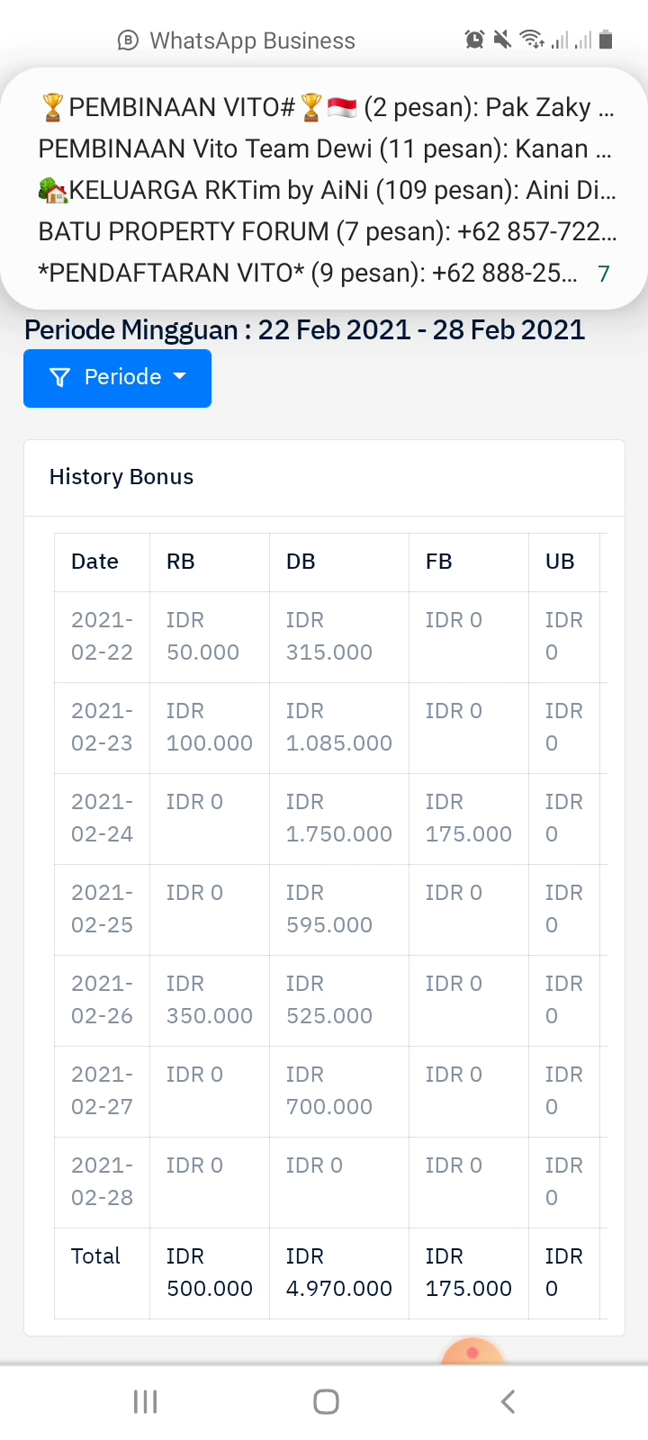 WhatsApp Business
🏆PEMBINAAN VITO#🏆🇮🇩 (2 pesan): Pak Zaky ...
PEMBINAAN Vito Team Dewi (11 pesan): Kanan ...
🏡KELUARGA RKTim by AiNi (109 pesan): Aini Di...
BATU PROPERTY FORUM (7 pesan): +62 857-722...
*PENDAFTARAN VITO* (9 pesan): +62 888-25... 7
Periode Mingguan : 22 Feb 2021 - 28 Feb 2021
Periode
History Bonus
Date RB DB FB UB
2021- IDR IDR IDR 0 IDR
02-22 50.000 315.000 0
2021- IDR IDR IDR 0 IDR
02-23 100.000 1.085.000 0
2021- IDR 0 IDR IDR IDR
02-24 1.750.000 175.000 0
2021- IDR 0 IDR IDR 0 IDR
02-25 595.000 0
2021- IDR IDR IDR 0 IDR
02-26 350.000 525.000 0
2021- IDR 0 IDR IDR 0 IDR
02-27 700.000 0
2021- IDR 0 IDR 0 IDR 0 IDR
02-28 0
Total IDR IDR IDR IDR
500.000 4.970.000 175.000 0